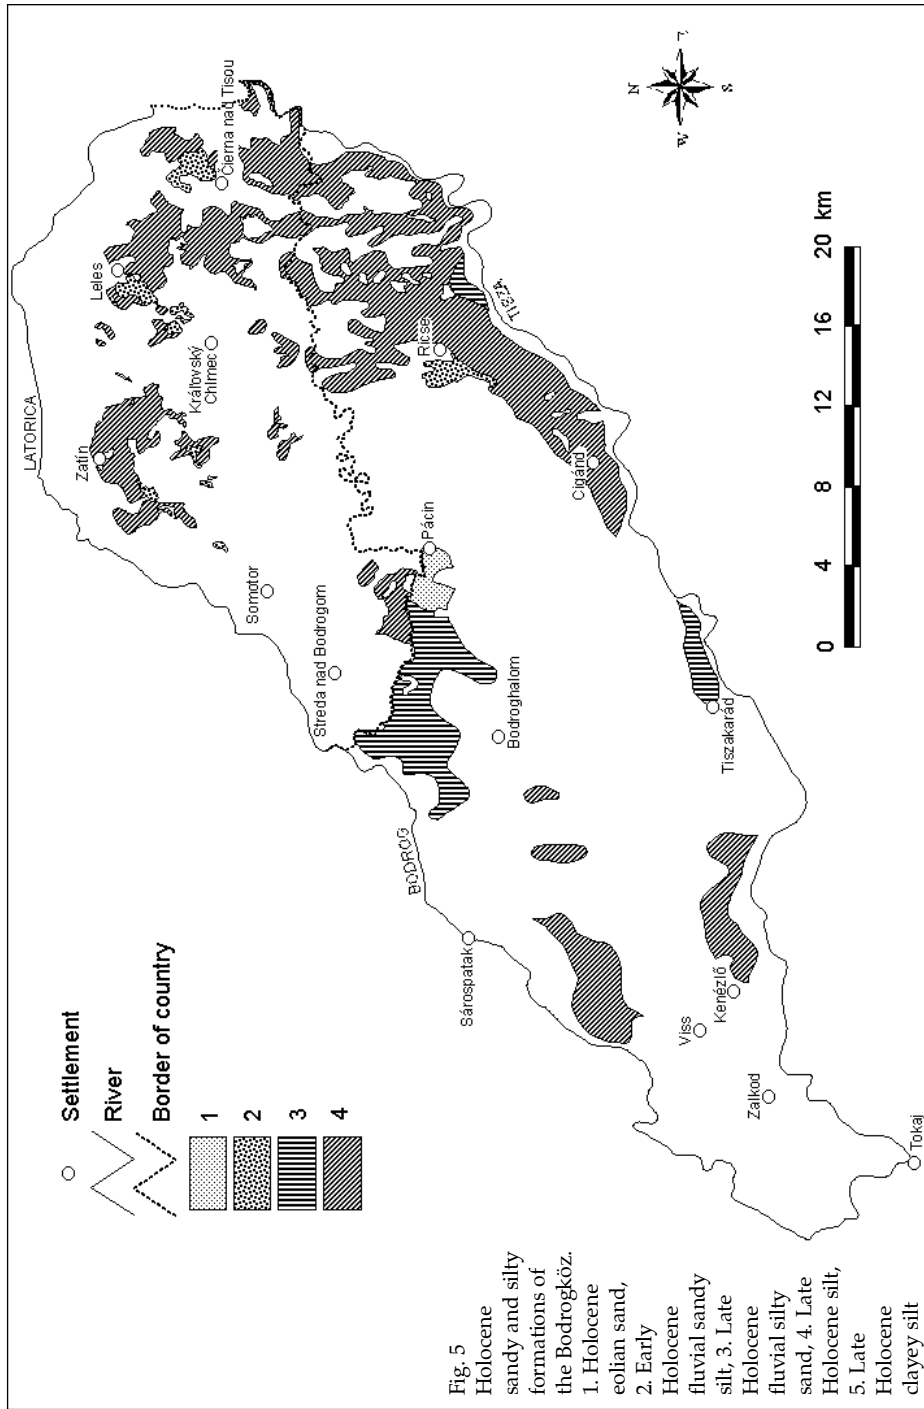 Settlement
River
Border of country
1
2
3
4
LATORICA
Leles
Zatín
Čierna nad Tisou
Kráľovský
Chlmec
Somotor
Streda nad Bodrogom
Ricse
Pácin
TISZA
BODROG
Bodroghalom
Cigánd
Sárospatak
Tiszakarád
Viss
Kenézlő
Zalkod
Tokaj
N
W
S
0 4 8 12 16 20 km
Fig. 5
Holocene
sandy and silty
formations of
the Bodrogköz.
1. Holocene
eolian sand,
2. Early
Holocene
fluvial sandy
silt, 3. Late
Holocene
fluvial silty
sand, 4. Late
Holocene silt,
5. Late
Holocene
clayey silt